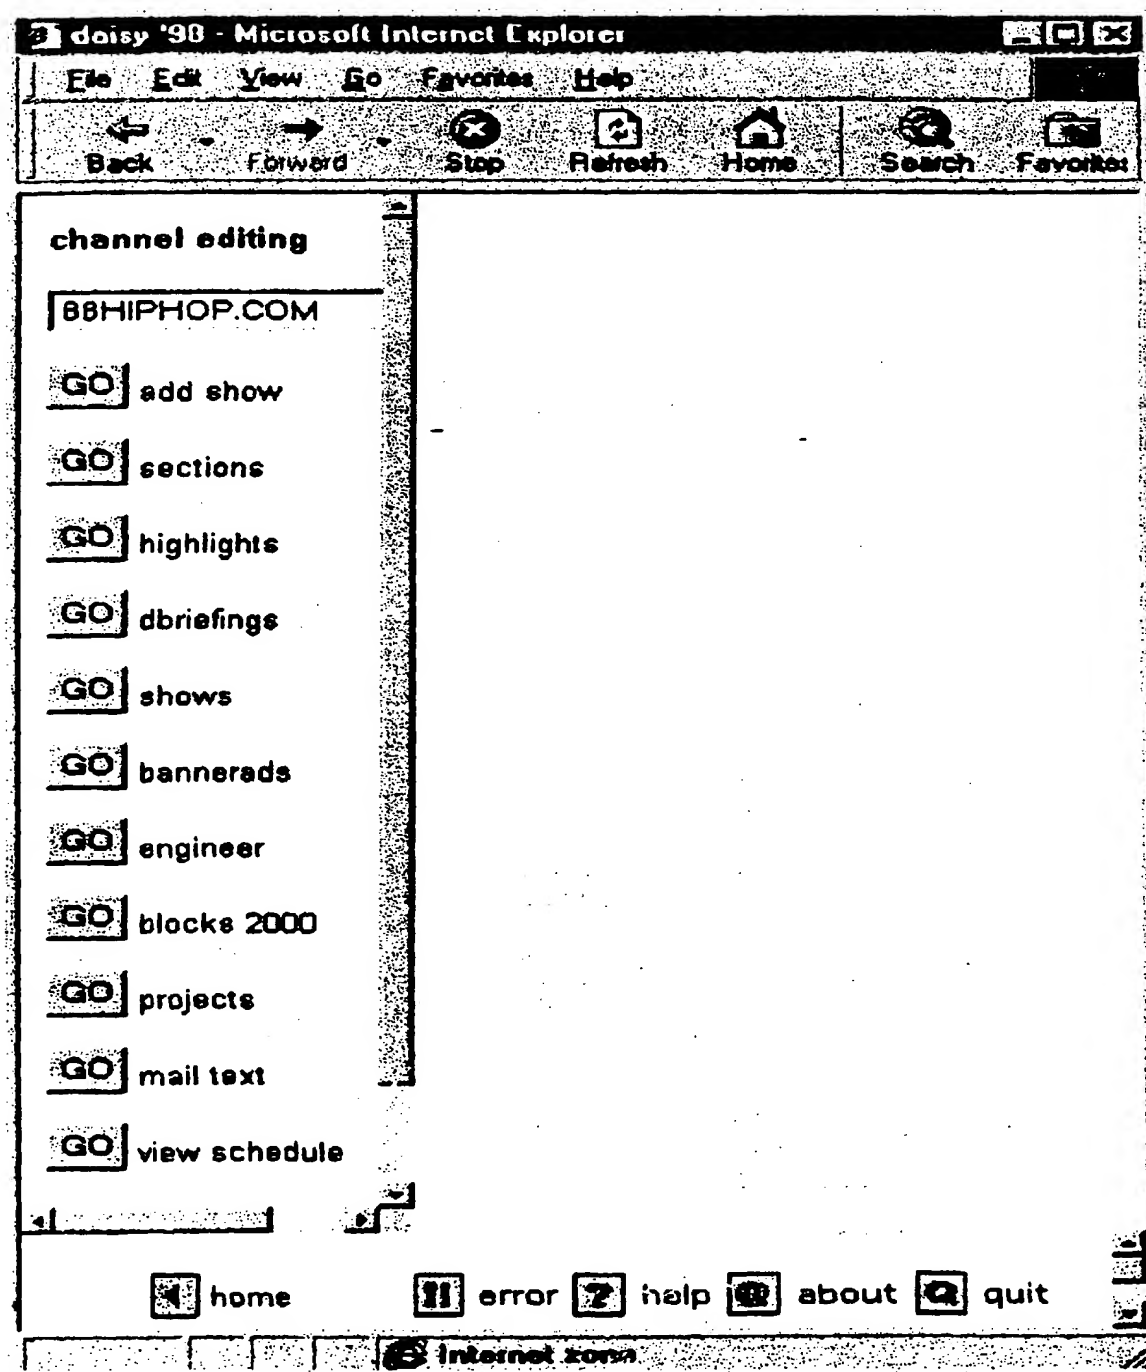 daisy '98 - Microsoft Internet Explorer
File Edit View Go Favorites Help
Back Forward Stop Refresh Home Search Favorites
channel editing
88HIPHOP.COM
GO add show
GO sections
GO highlights
GO dbriefings
GO shows
GO bannerads
GO engineer
GO blocks 2000
GO projects
GO mail text
GO view schedule
home !! error ? help @ about Q quit
Internet zone